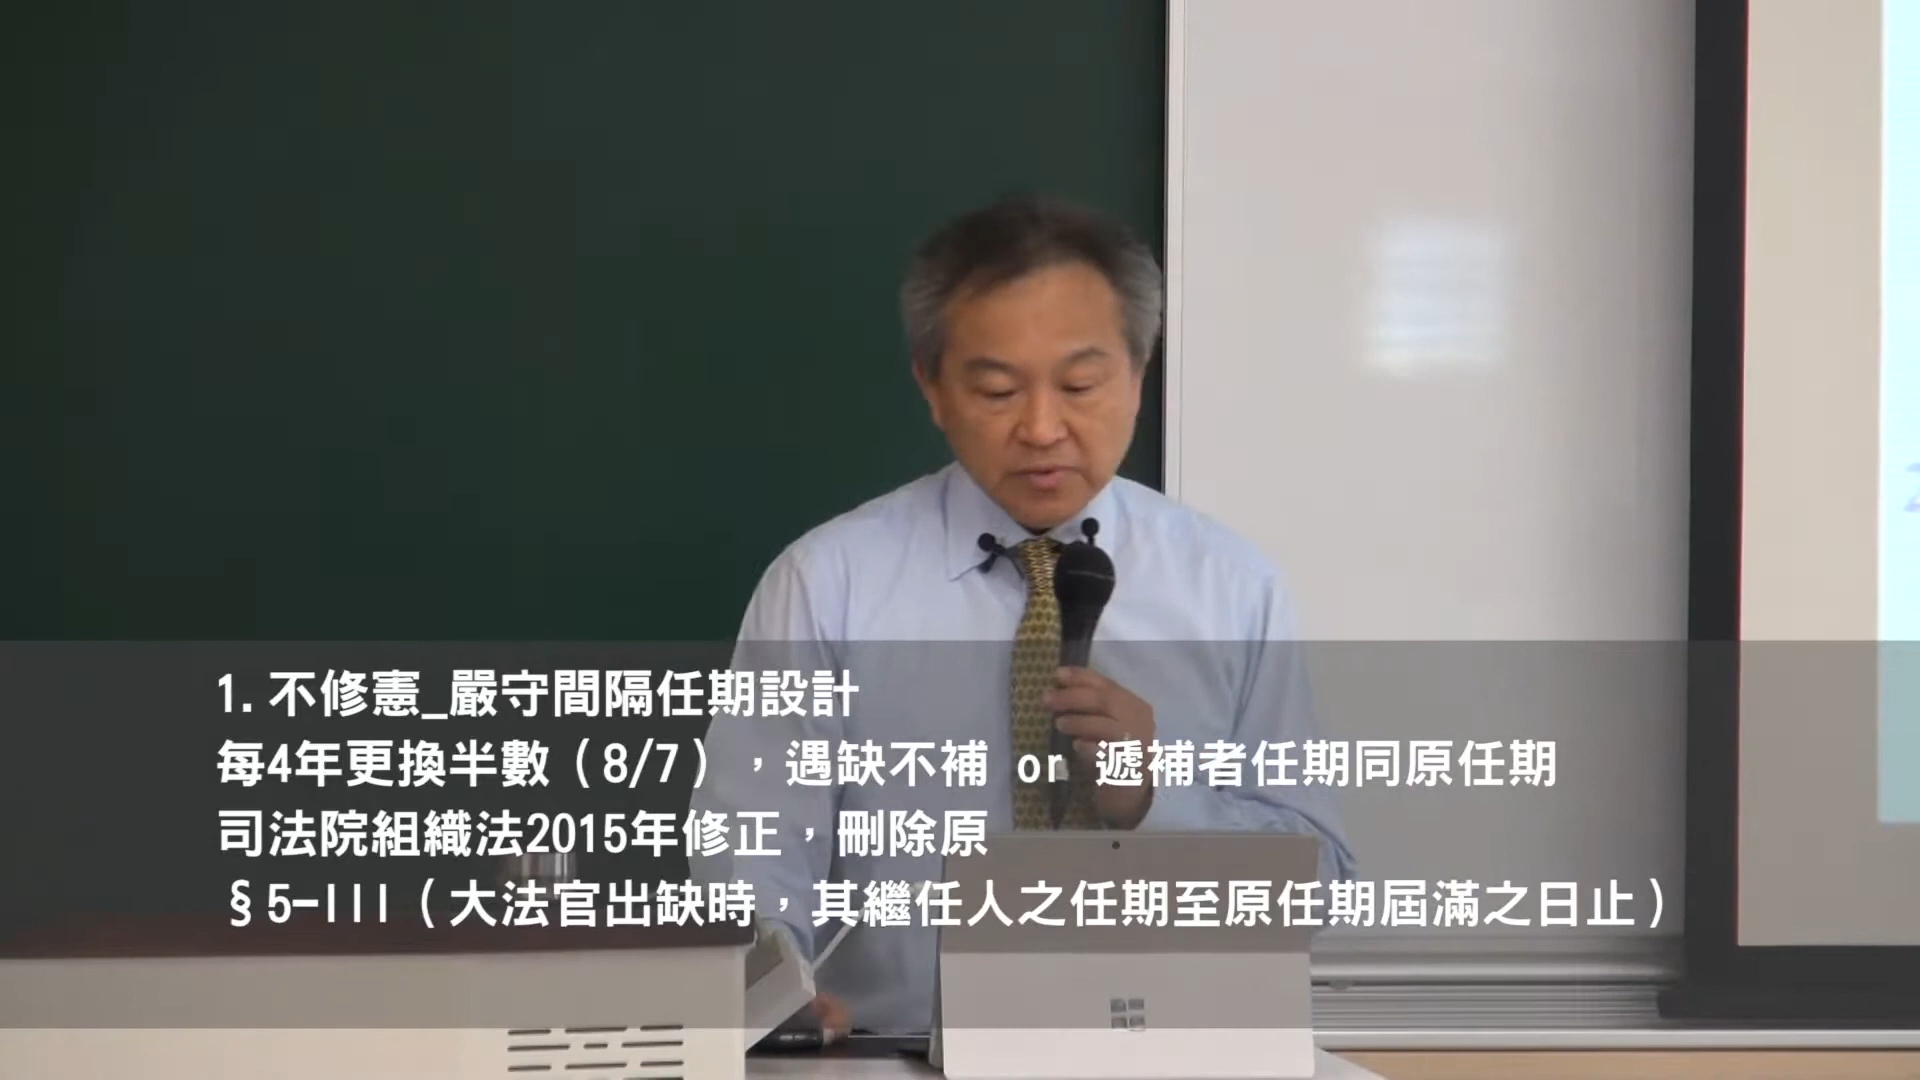 1.不修憲_嚴守間隔任期設計
每4年更換半數（8/7），遇缺不補 or 遞補者任期同原任期
司法院組織法2015年修正，刪除原
§5-III（大法官出缺時，其繼任人之任期至原任期屆滿之日止）